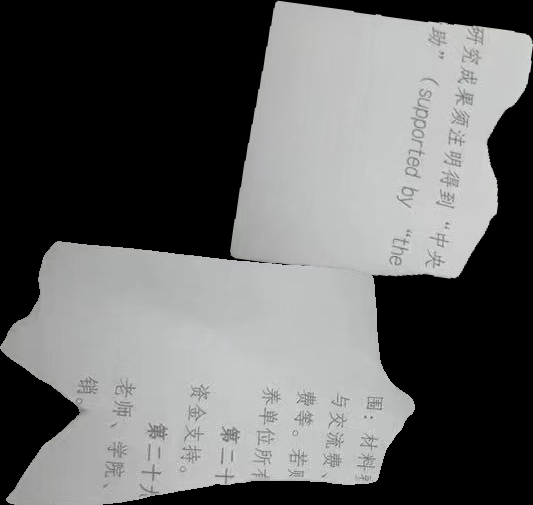 研究成果须注明得到“中央
助”（supported by “the
围：材料
与交流费、
费等。若
养单位所
第二十
资金支持。
第二十
老师、学院、
销。